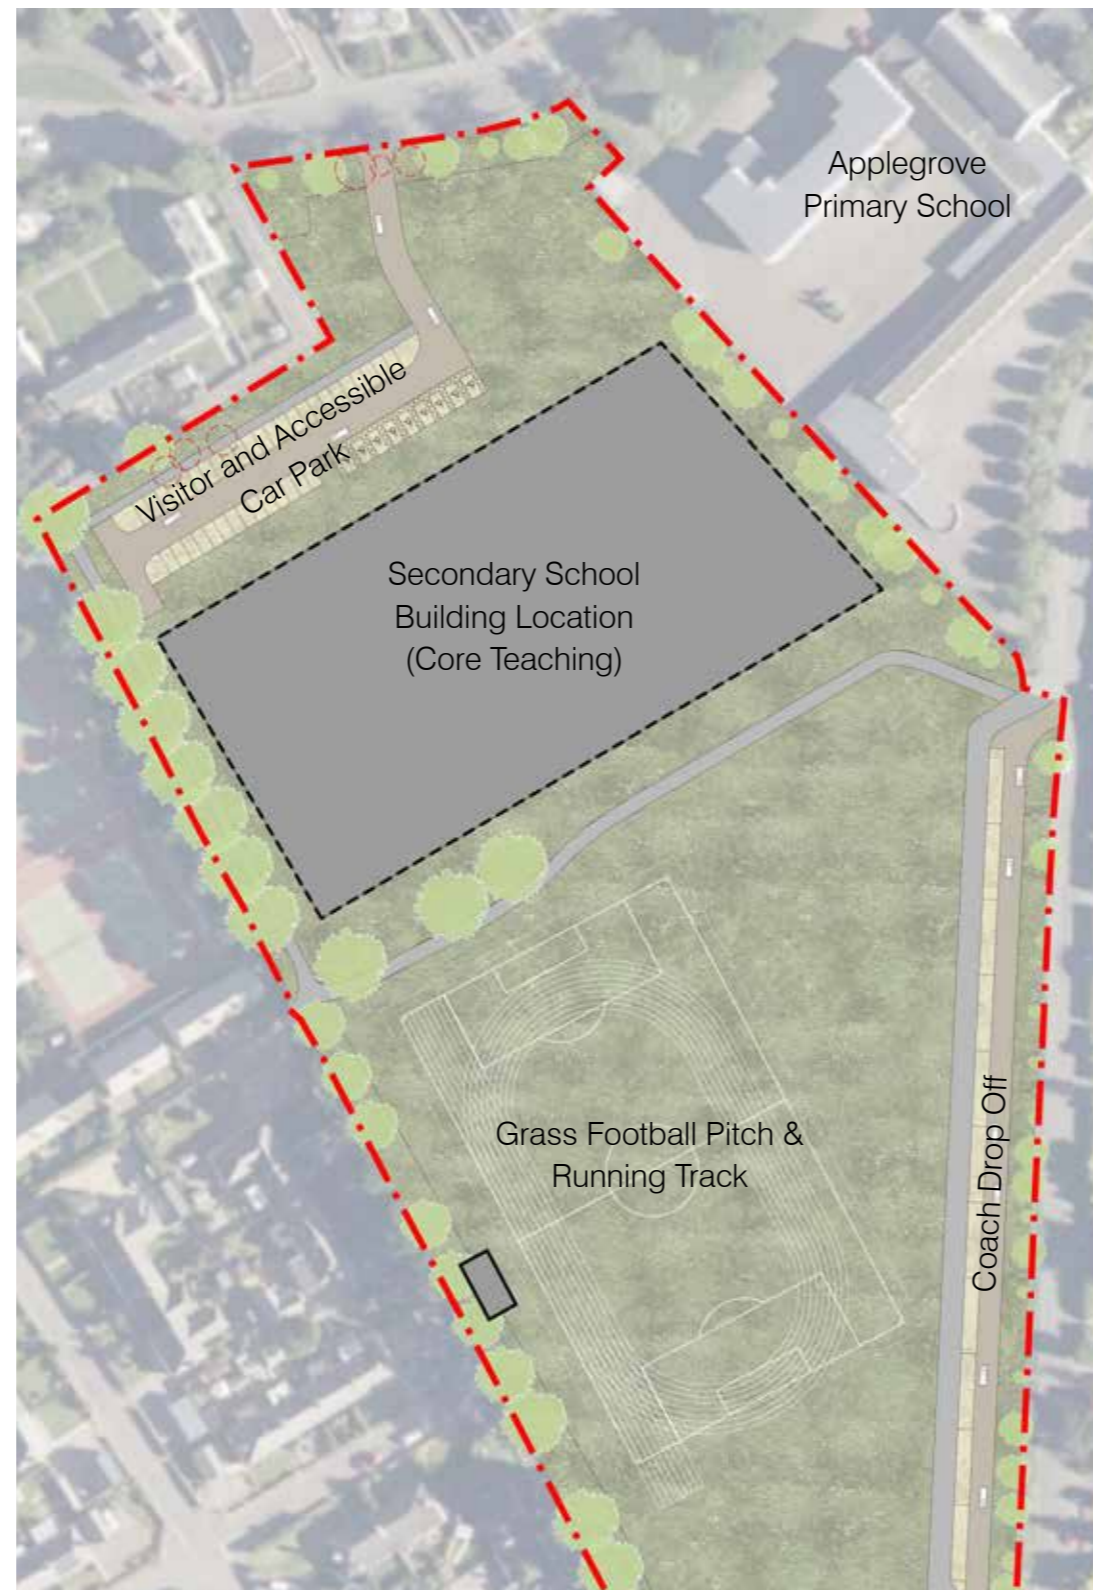 Applegrove
Primary School
Visitor and Accessible
Car Park
Secondary School
Building Location
(Core Teaching)
Grass Football Pitch &
Running Track
Coach Drop Off